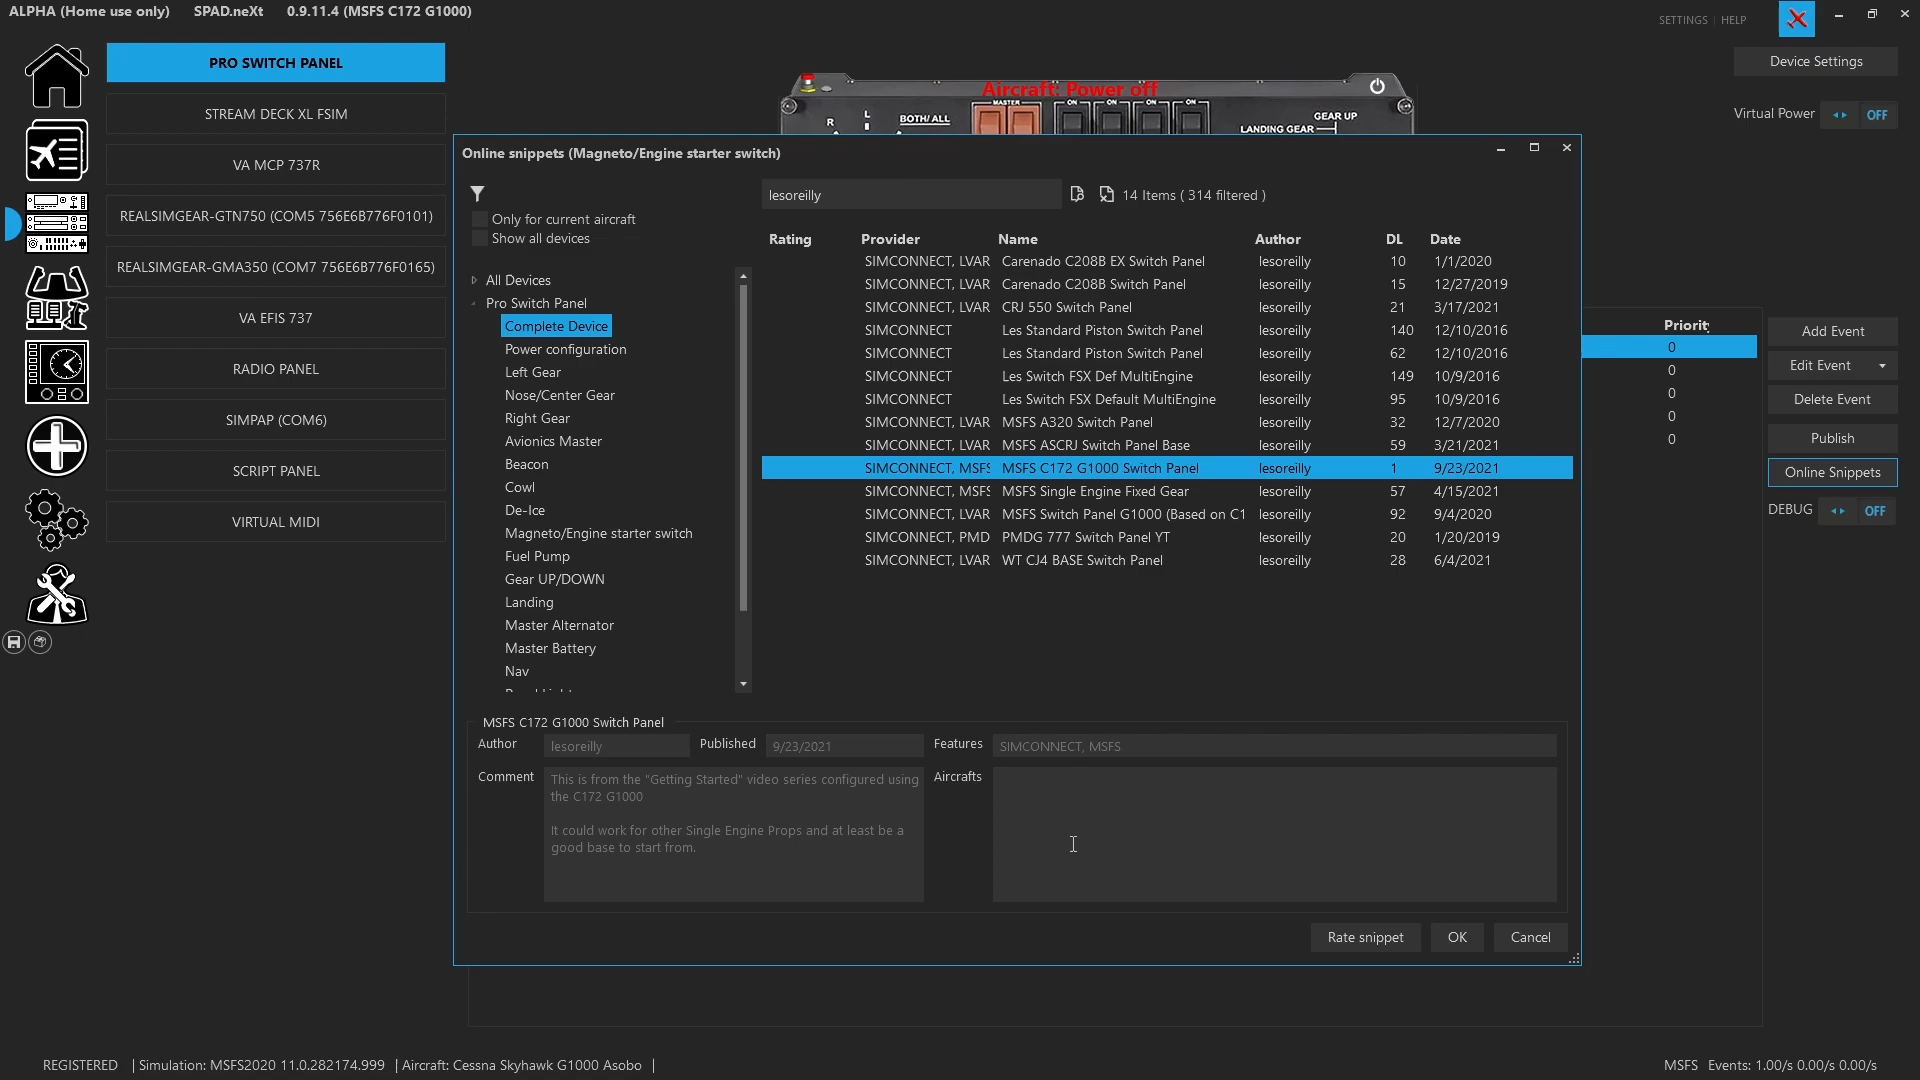 ALPHA (Home use only) SPAD.neXt 0.9.11.4 (MSFS C172 G1000)
SETTINGS | HELP
PRO SWITCH PANEL
STREAM DECK XL FSIM
VA MCP 737R
REALSIMGEAR-GTN750 (COM5 756E6B776F0101)
REALSIMGEAR-GMA350 (COM7 756E6B776F0165)
VA EFIS 737
RADIO PANEL
SIMPAP (COM6)
SCRIPT PANEL
VIRTUAL MIDI
Aircraft: Power off
MASTER ON ON ON ON
R L BOTH/ALL
GEAR UP
LANDING GEAR
Device Settings
Virtual Power OFF
Online snippets (Magneto/Engine starter switch)
lesoreilly
14 Items ( 314 filtered )
Only for current aircraft
Show all devices
All Devices
Pro Switch Panel
Complete Device
Power configuration
Left Gear
Nose/Center Gear
Right Gear
Avionics Master
Beacon
Cowl
De-Ice
Magneto/Engine starter switch
Fuel Pump
Gear UP/DOWN
Landing
Master Alternator
Master Battery
Nav
Rating Provider Name Author DL Date
SIMCONNECT, LVAR Carenado C208B EX Switch Panel lesoreilly 10 1/1/2020
SIMCONNECT, LVAR Carenado C208B Switch Panel lesoreilly 15 12/27/2019
SIMCONNECT, LVAR CRJ 550 Switch Panel lesoreilly 21 3/17/2021
SIMCONNECT Les Standard Piston Switch Panel lesoreilly 140 12/10/2016
SIMCONNECT Les Standard Piston Switch Panel lesoreilly 62 12/10/2016
SIMCONNECT Les Switch FSX Def MultiEngine lesoreilly 149 10/9/2016
SIMCONNECT Les Switch FSX Default MultiEngine lesoreilly 95 10/9/2016
SIMCONNECT, LVAR MSFS A320 Switch Panel lesoreilly 32 12/7/2020
SIMCONNECT, LVAR MSFS ASCRJ Switch Panel Base lesoreilly 59 3/21/2021
SIMCONNECT, MSFS MSFS C172 G1000 Switch Panel lesoreilly 1 9/23/2021
SIMCONNECT, MSFS MSFS Single Engine Fixed Gear lesoreilly 57 4/15/2021
SIMCONNECT, LVAR MSFS Switch Panel G1000 (Based on C1 lesoreilly 92 9/4/2020
SIMCONNECT, PMD PMDG 777 Switch Panel YT lesoreilly 20 1/20/2019
SIMCONNECT, LVAR WT CJ4 BASE Switch Panel lesoreilly 28 6/4/2021
MSFS C172 G1000 Switch Panel
Author lesoreilly Published 9/23/2021 Features SIMCONNECT, MSFS
Comment This is from the "Getting Started" video series configured using
the C172 G1000
It could work for other Single Engine Props and at least be a
good base to start from.
Aircrafts
Rate snippet OK Cancel
Priority
0
0
0
0
0
Add Event
Edit Event
Delete Event
Publish
Online Snippets
DEBUG OFF
REGISTERED | Simulation: MSFS2020 11.0.282174.999 | Aircraft: Cessna Skyhawk G1000 Asobo |
MSFS Events: 1.00/s 0.00/s 0.00/s